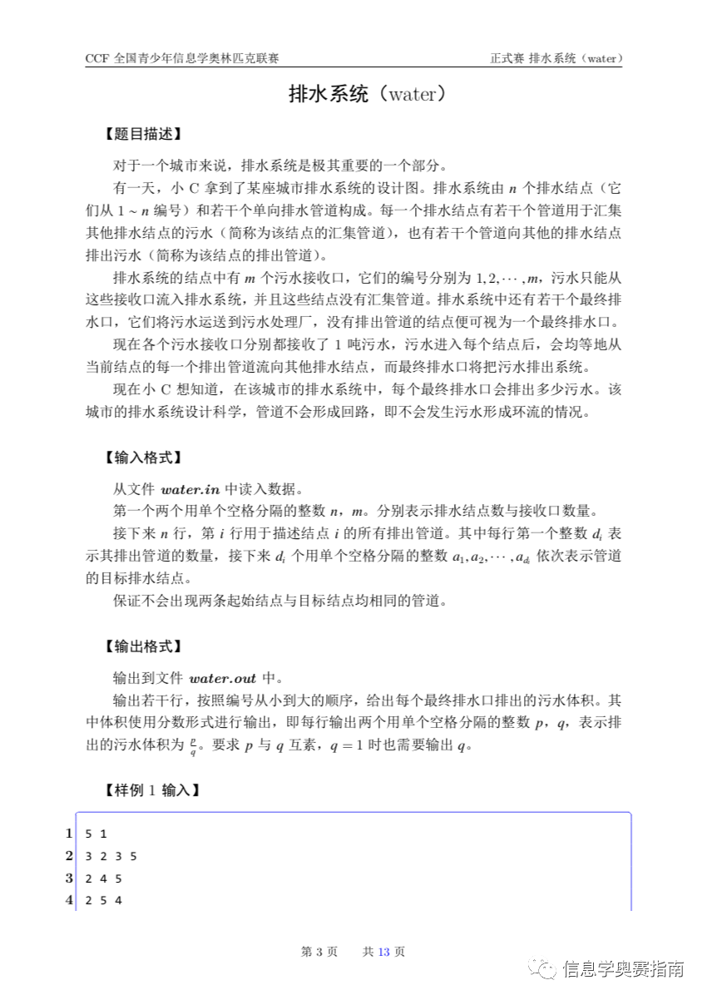 CCF 全国青少年信息学奥林匹克联赛 正式赛 排水系统（water）
排水系统（water）
【题目描述】
对于一个城市来说，排水系统是极其重要的一个部分。
有一天，小 C 拿到了某座城市排水系统的设计图。排水系统由 n 个排水结点（它
们从 1 ~ n 编号）和若干个单向排水管道构成。每一个排水结点有若干个管道用于汇集
其他排水结点的污水（简称为该结点的汇集管道），也有若干个管道向其他的排水结点
排出污水（简称为该结点的排出管道）。
排水系统的结点中有 m 个污水接收口，它们的编号分别为 1, 2, ⋯ , m，污水只能从
这些接收口流入排水系统，并且这些结点没有汇集管道。排水系统中还有若干个最终排
水口，它们将污水运送到污水处理厂，没有排出管道的结点便可视为一个最终排水口。
现在各个污水接收口分别都接收了 1 吨污水，污水进入每个结点后，会均等地从
当前结点的每一个排出管道流向其他排水结点，而最终排水口将把污水排出系统。
现在小 C 想知道，在该城市的排水系统中，每个最终排水口会排出多少污水。该
城市的排水系统设计科学，管道不会形成回路，即不会发生污水形成环流的情况。
【输入格式】
从文件 water.in 中读入数据。
第一个两个用单个空格分隔的整数 n，m。分别表示排水结点数与接收口数量。
接下来 n 行，第 i 行用于描述结点 i 的所有排出管道。其中每行第一个整数 d_i 表
示其排出管道的数量，接下来 d_i 个用单个空格分隔的整数 a_1, a_2, ⋯ , a_{d_i} 依次表示管道
的目标排水结点。
保证不会出现两条起始结点与目标结点均相同的管道。
【输出格式】
输出到文件 water.out 中。
输出若干行，按照编号从小到大的顺序，给出每个最终排水口排出的污水体积。其
中体积使用分数形式进行输出，即每行输出两个用单个空格分隔的整数 p，q，表示排
出的污水体积为 p/q。要求 p 与 q 互素，q = 1 时也需要输出 q。
【样例 1 输入】
1 5 1
2 3 2 3 5
3 2 4 5
4 2 5 4
第 3 页 共 13 页
信息学奥赛指南